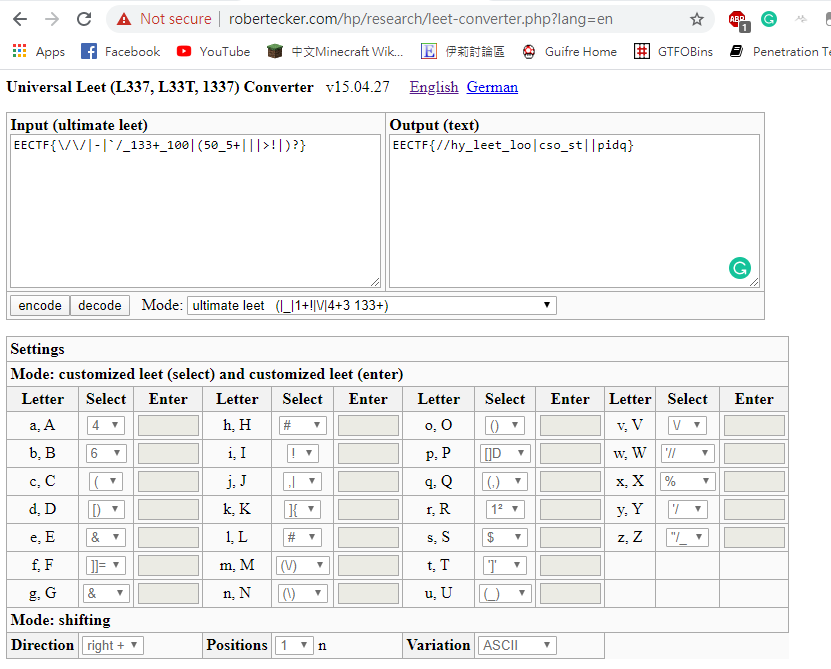 Not secure | robertecker.com/hp/research/leet-converter.php?lang=en
ABP 1
Apps Facebook YouTube 中文Minecraft Wik... E 伊莉討論區 Guifre Home GTFOBins Penetration Te
Universal Leet (L337, L33T, 1337) Converter v15.04.27 English German
Input (ultimate leet) Output (text)
EECTF{\/\/|-|`/_133+_100|(50_5+|||>!|)?} EECTF{//hy_leet_loo|cso_st||pidq}
encode decode Mode: ultimate leet (|_|1+!|\/|4+3 133+)
Settings
Mode: customized leet (select) and customized leet (enter)
Letter Select Enter Letter Select Enter Letter Select Enter Letter Select Enter
a, A 4 h, H # o, O () v, V \/
b, B 6 i, I ! p, P []D w, W '//
c, C ( j, J ,| q, Q (,) x, X %
d, D [) k, K ]{ r, R 1² y, Y '/
e, E & l, L # s, S $ z, Z "/_
f, F ]]= m, M (\/) t, T ']'
g, G & n, N (\) u, U (_)
Mode: shifting
Direction right + Positions 1 n Variation ASCII